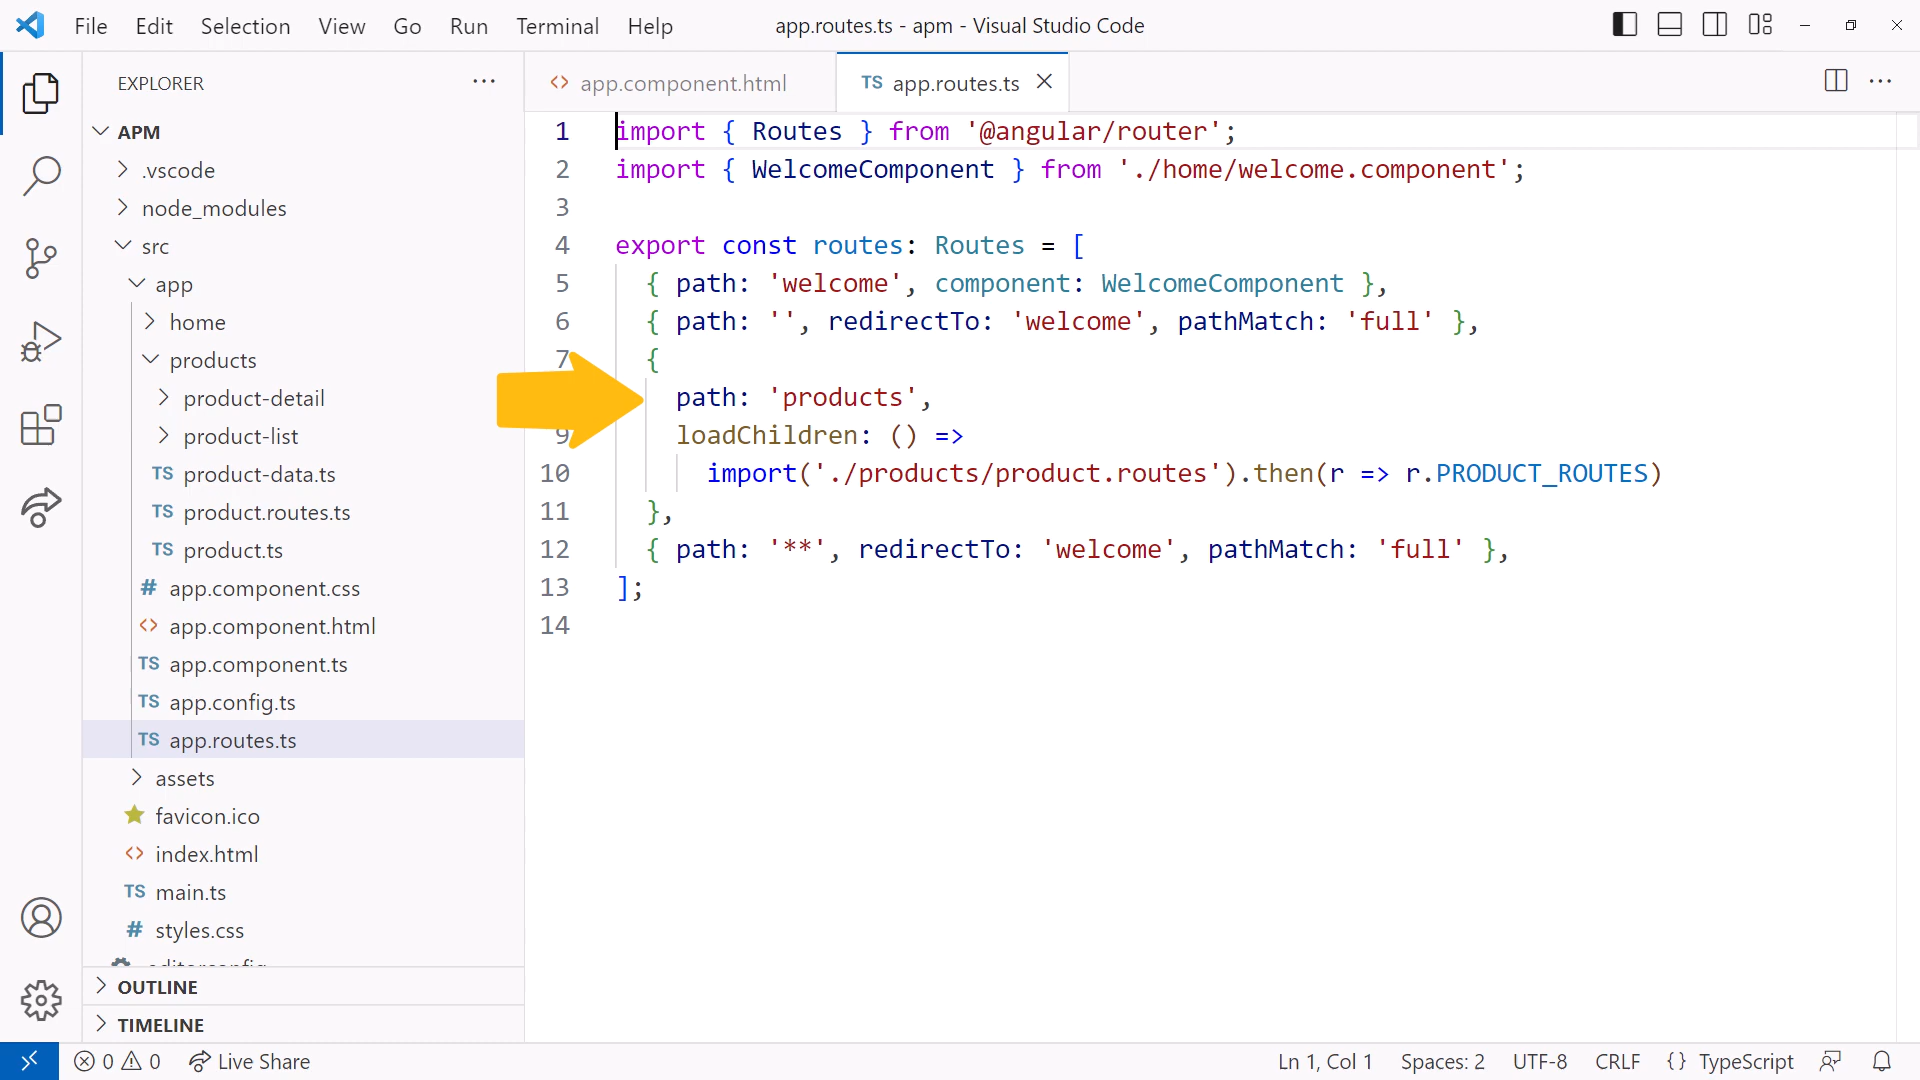 File Edit Selection View Go Run Terminal Help
app.routes.ts - apm - Visual Studio Code
EXPLORER
APM
.vscode
node_modules
src
app
home
products
product-detail
product-list
TS product-data.ts
TS product.routes.ts
TS product.ts
# app.component.css
<> app.component.html
TS app.component.ts
TS app.config.ts
TS app.routes.ts
assets
favicon.ico
<> index.html
TS main.ts
# styles.css
OUTLINE
TIMELINE
<> app.component.html
TS app.routes.ts
1 import { Routes } from '@angular/router';
2 import { WelcomeComponent } from './home/welcome.component';
3
4 export const routes: Routes = [
5 { path: 'welcome', component: WelcomeComponent },
6 { path: '', redirectTo: 'welcome', pathMatch: 'full' },
7 {
path: 'products',
9 loadChildren: () =>
10 import('./products/product.routes').then(r => r.PRODUCT_ROUTES)
11 },
12 { path: '**', redirectTo: 'welcome', pathMatch: 'full' },
13 ];
14
0 0 Live Share
Ln 1, Col 1 Spaces: 2 UTF-8 CRLF {} TypeScript